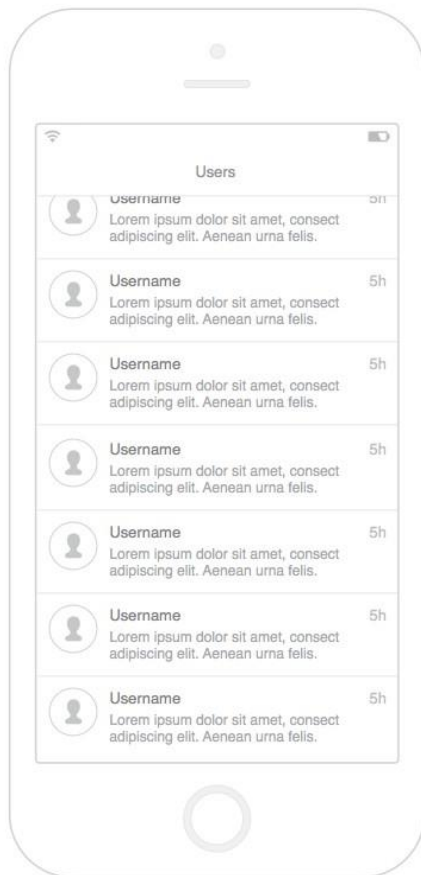 Users
Username 5h
Lorem ipsum dolor sit amet, consect
adipiscing elit. Aenean urna felis.
Username 5h
Lorem ipsum dolor sit amet, consect
adipiscing elit. Aenean urna felis.
Username 5h
Lorem ipsum dolor sit amet, consect
adipiscing elit. Aenean urna felis.
Username 5h
Lorem ipsum dolor sit amet, consect
adipiscing elit. Aenean urna felis.
Username 5h
Lorem ipsum dolor sit amet, consect
adipiscing elit. Aenean urna felis.
Username 5h
Lorem ipsum dolor sit amet, consect
adipiscing elit. Aenean urna felis.
Username 5h
Lorem ipsum dolor sit amet, consect
adipiscing elit. Aenean urna felis.